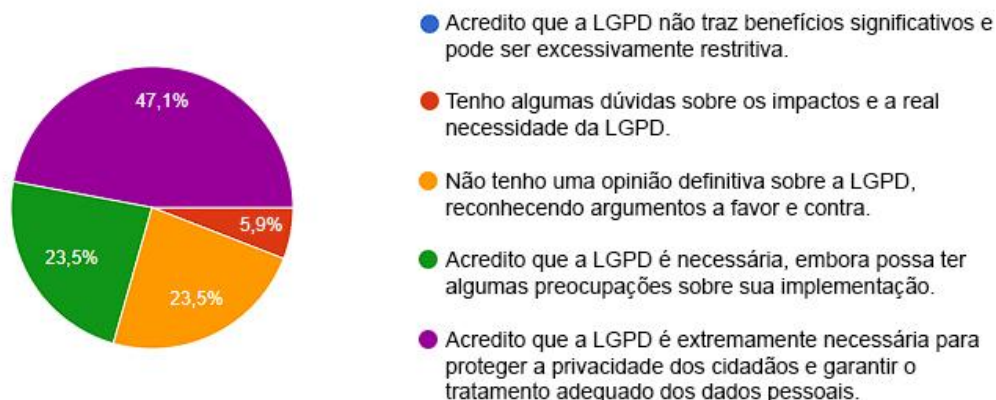 47,1%
5,9%
23,5%
23,5%
Acredito que a LGPD não traz benefícios significativos e
pode ser excessivamente restritiva.
Tenho algumas dúvidas sobre os impactos e a real
necessidade da LGPD.
Não tenho uma opinião definitiva sobre a LGPD,
reconhecendo argumentos a favor e contra.
Acredito que a LGPD é necessária, embora possa ter
algumas preocupações sobre sua implementação.
Acredito que a LGPD é extremamente necessária para
proteger a privacidade dos cidadãos e garantir o
tratamento adequado dos dados pessoais.